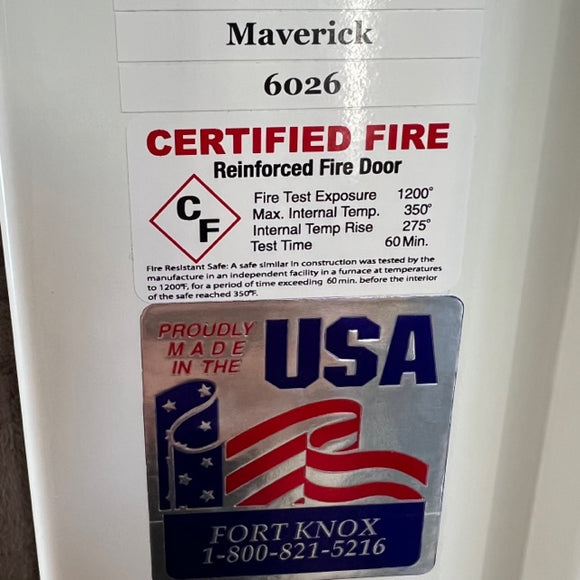 Maverick
6026
CERTIFIED FIRE
Reinforced Fire Door
CF
Fire Test Exposure 1200°
Max. Internal Temp. 350°
Internal Temp Rise 275°
Test Time 60 Min.
Fire Resistant Safe: A safe similar in construction was tested by the
manufacture in an independent facility in a furnace at temperatures
to 1200°F, for a period of time exceeding 60 min. before the interior
of the safe reached 350°F.
PROUDLY
MADE
IN THE
USA
FORT KNOX
1-800-821-5216